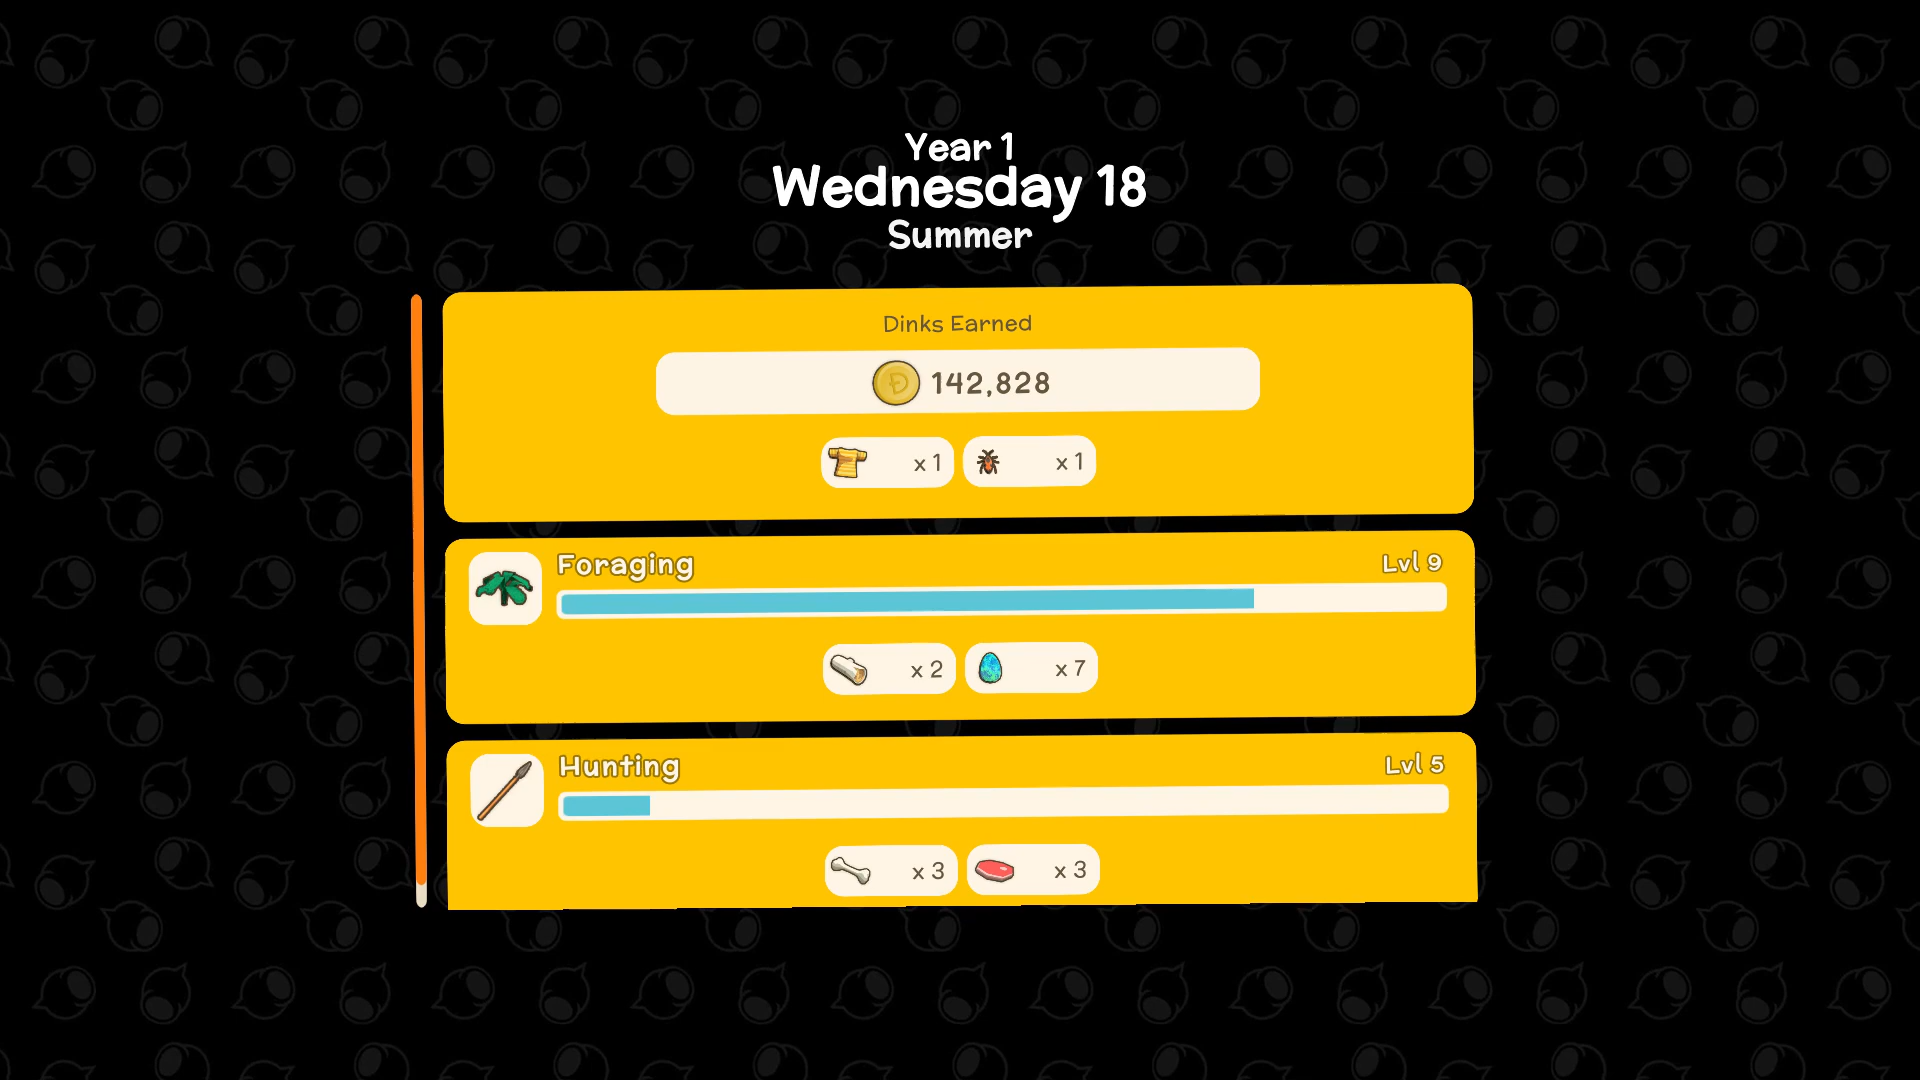 Year 1
Wednesday 18
Summer
Dinks Earned
142,828
x 1
x 1
Foraging
Lvl 9
x 2
x 7
Hunting
Lvl 5
x 3
x 3